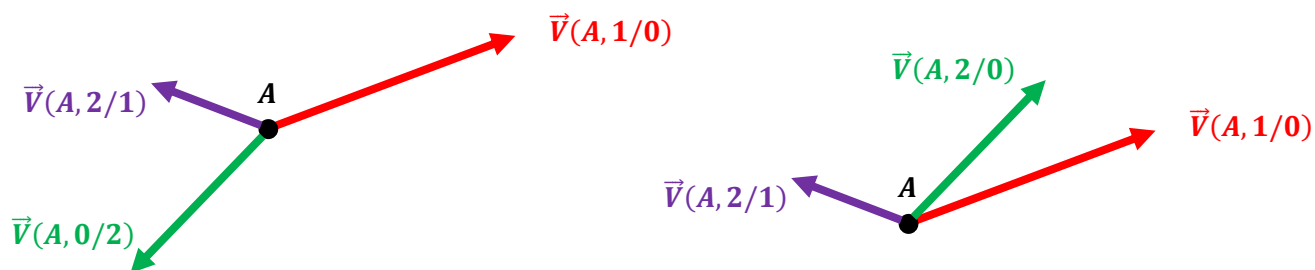 V⃗(A, 1/0)
V⃗(A, 2/1)
A
V⃗(A, 0/2)
V⃗(A, 2/0)
V⃗(A, 1/0)
V⃗(A, 2/1)
A